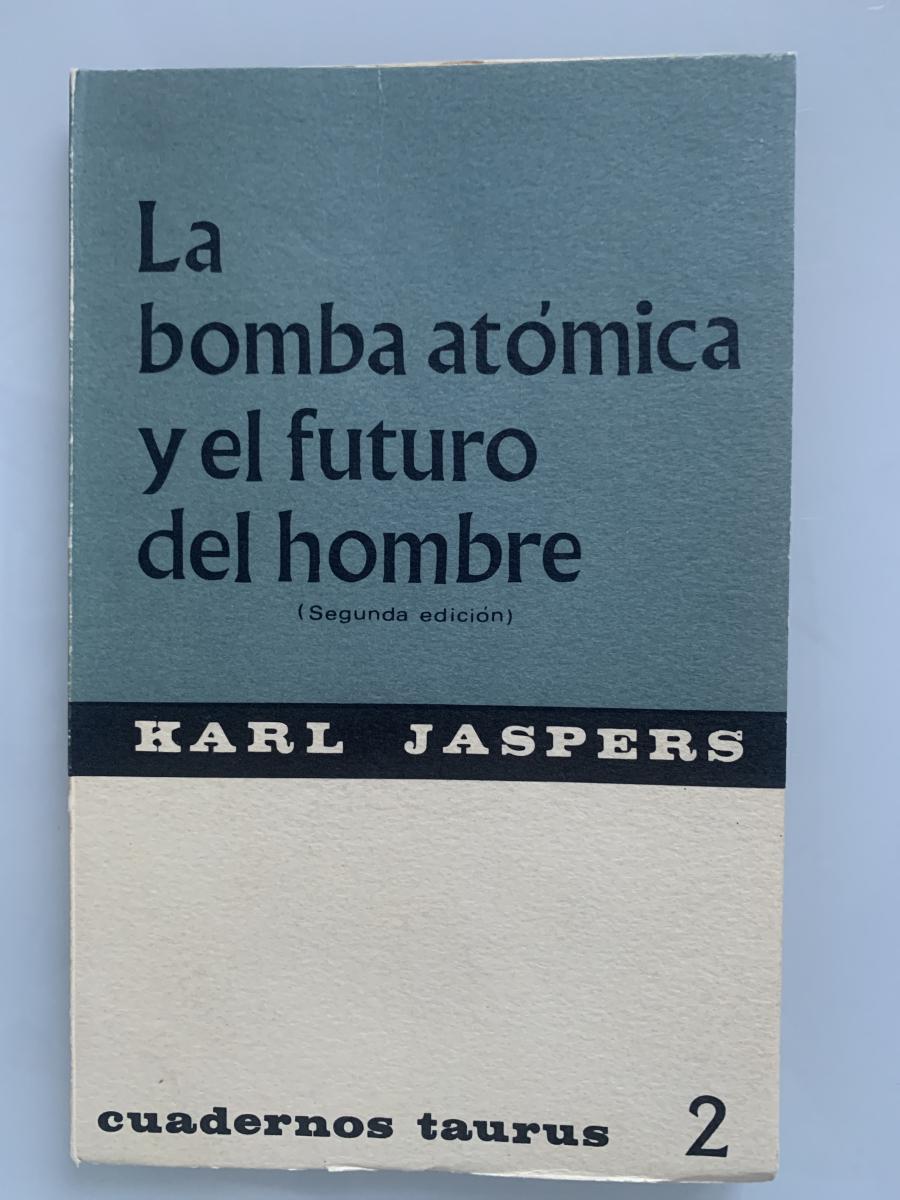 La
bomba atómica
y el futuro
del hombre
(Segunda edición)
KARL JASPERS
cuadernos taurus 2